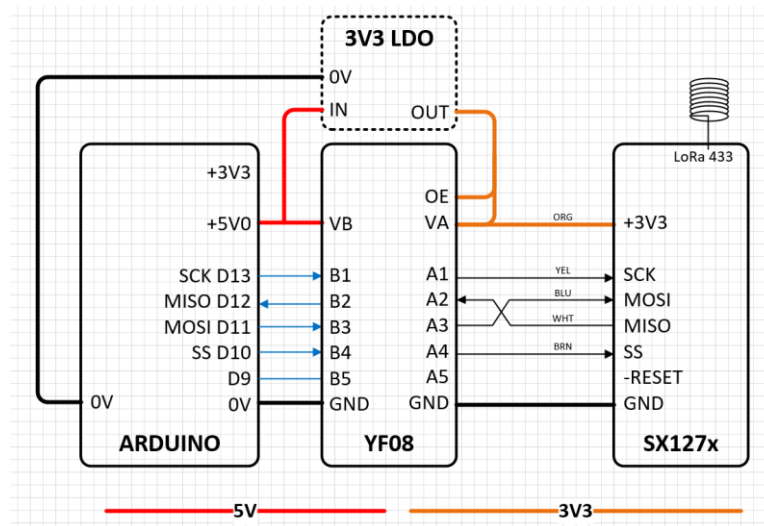 3V3 LDO
0V
IN
OUT
LoRa 433
+3V3
+5V0
SCK D13
MISO D12
MOSI D11
SS D10
D9
0V
0V
ARDUINO
OE
VB
VA
B1
A1
B2
A2
B3
A3
B4
A4
B5
A5
GND
GND
YF08
ORG
YEL
BLU
WHT
BRN
+3V3
SCK
MOSI
MISO
SS
-RESET
GND
SX127x
5V
3V3